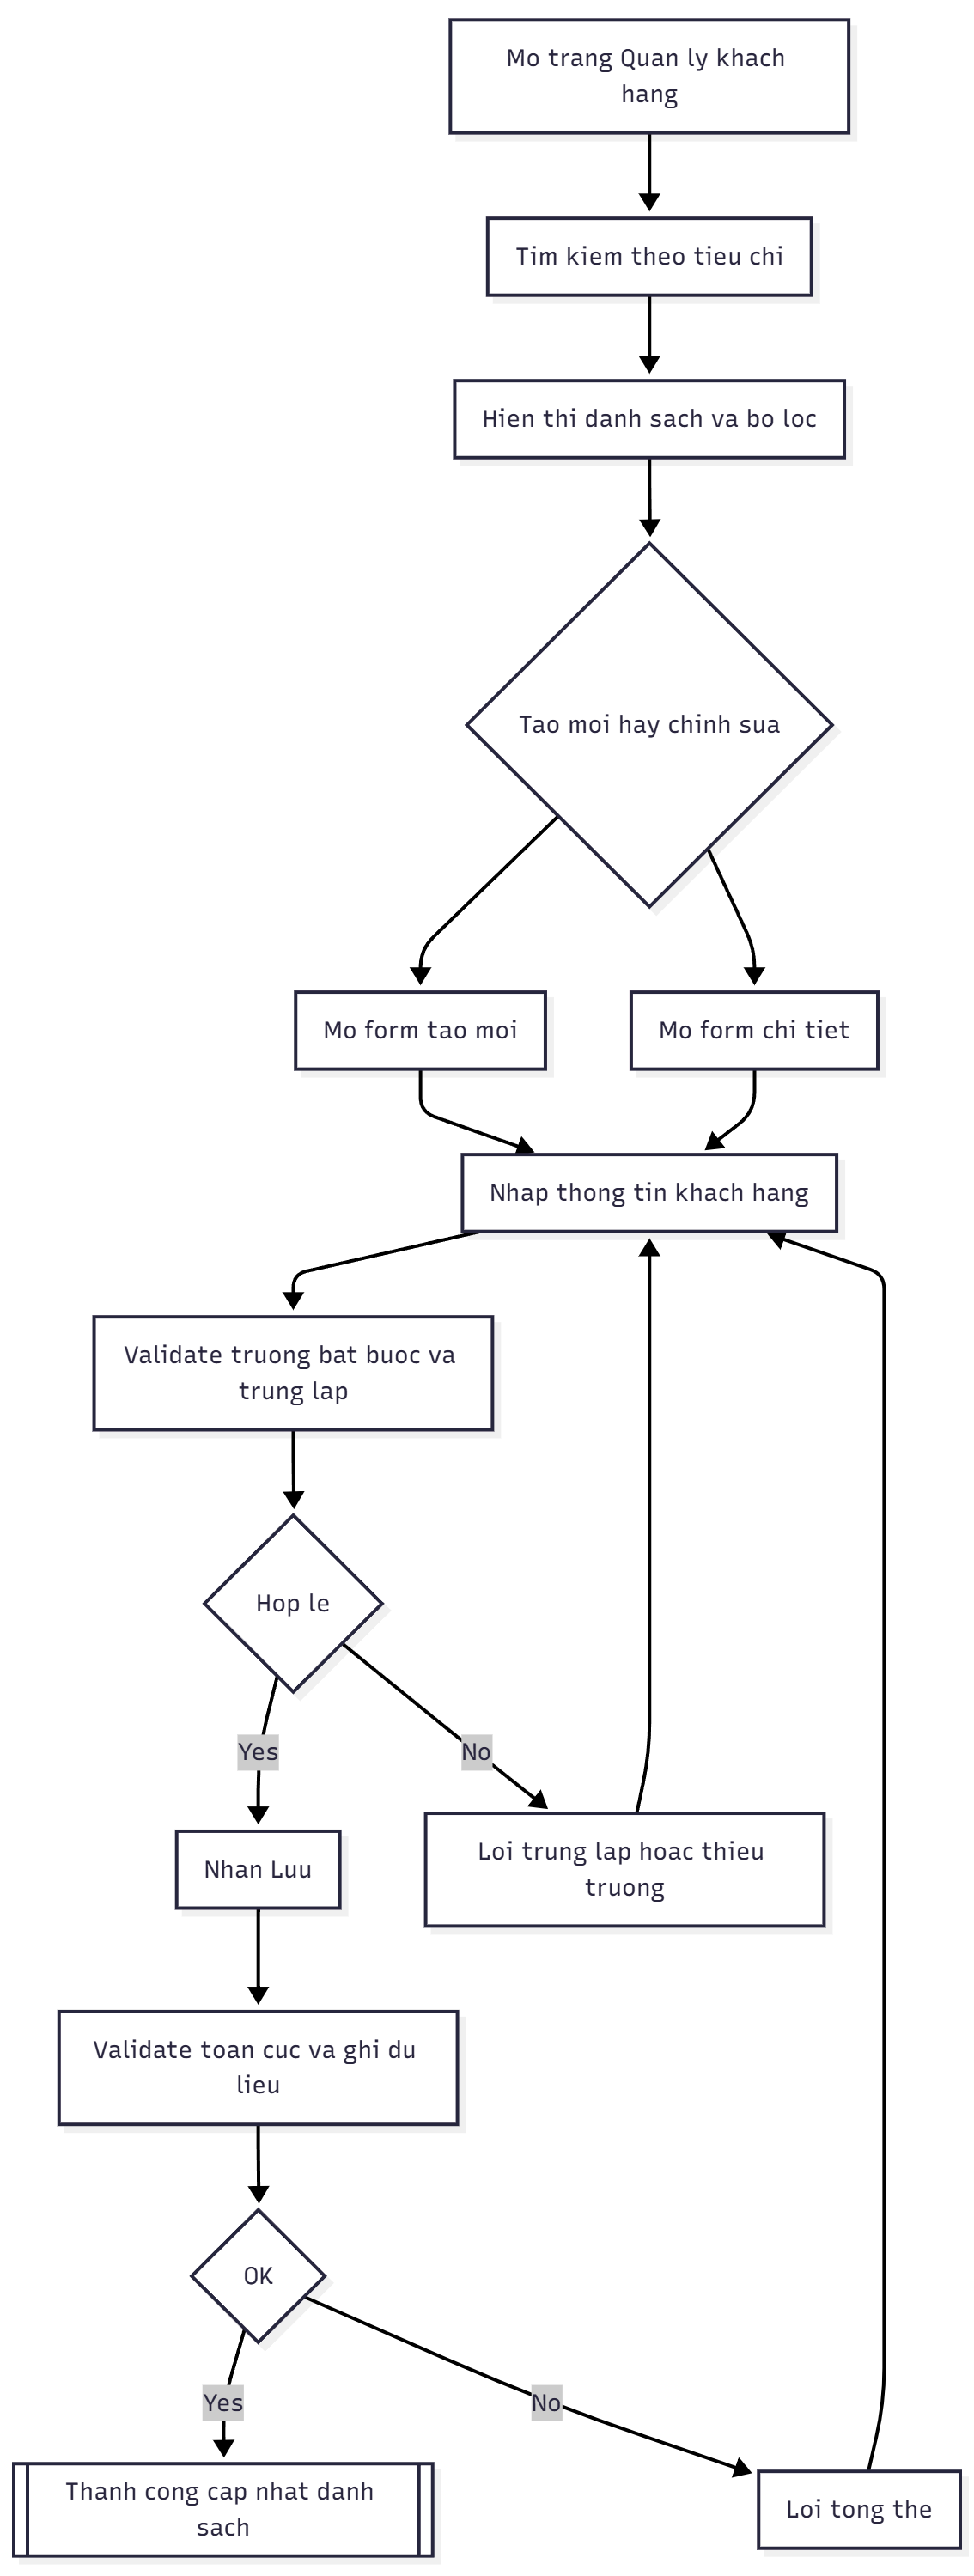 Mo trang Quan ly khach
hang
Tim kiem theo tieu chi
Hien thi danh sach va bo loc
Tao moi hay chinh sua
Mo form tao moi
Mo form chi tiet
Nhap thong tin khach hang
Validate truong bat buoc va
trung lap
Hop le
Yes
No
Nhan Luu
Loi trung lap hoac thieu
truong
Validate toan cuc va ghi du
lieu
OK
Yes
No
Thanh cong cap nhat danh
sach
Loi tong the